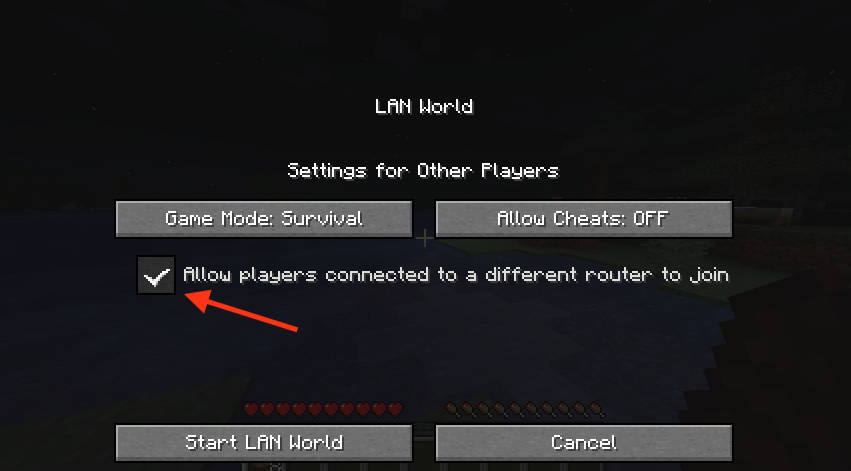 LAN World
Settings for Other Players
Game Mode: Survival
Allow Cheats: OFF
Allow players connected to a different router to join
Start LAN World
Cancel